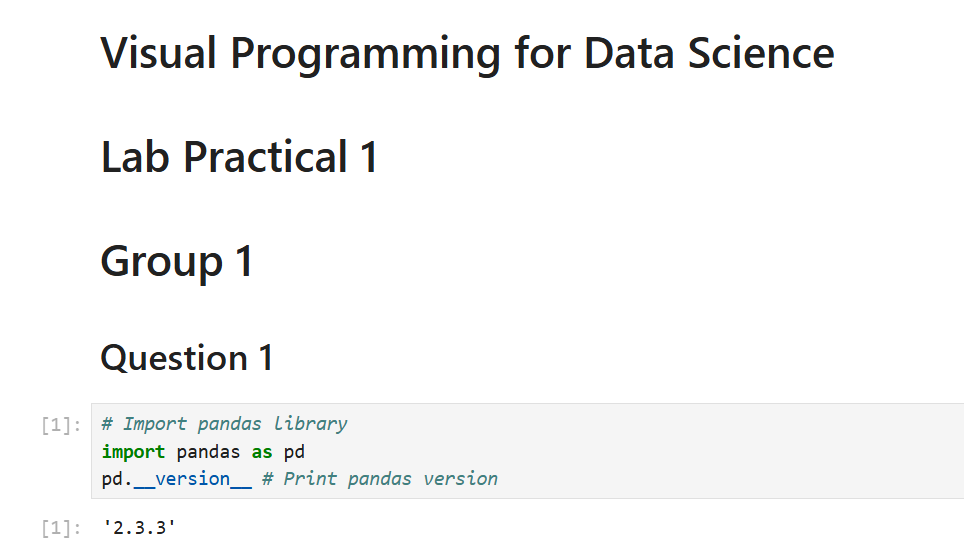 Visual Programming for Data Science
Lab Practical 1
Group 1
Question 1
[1]: # Import pandas library
import pandas as pd
pd.__version__ # Print pandas version
[1]: '2.3.3'